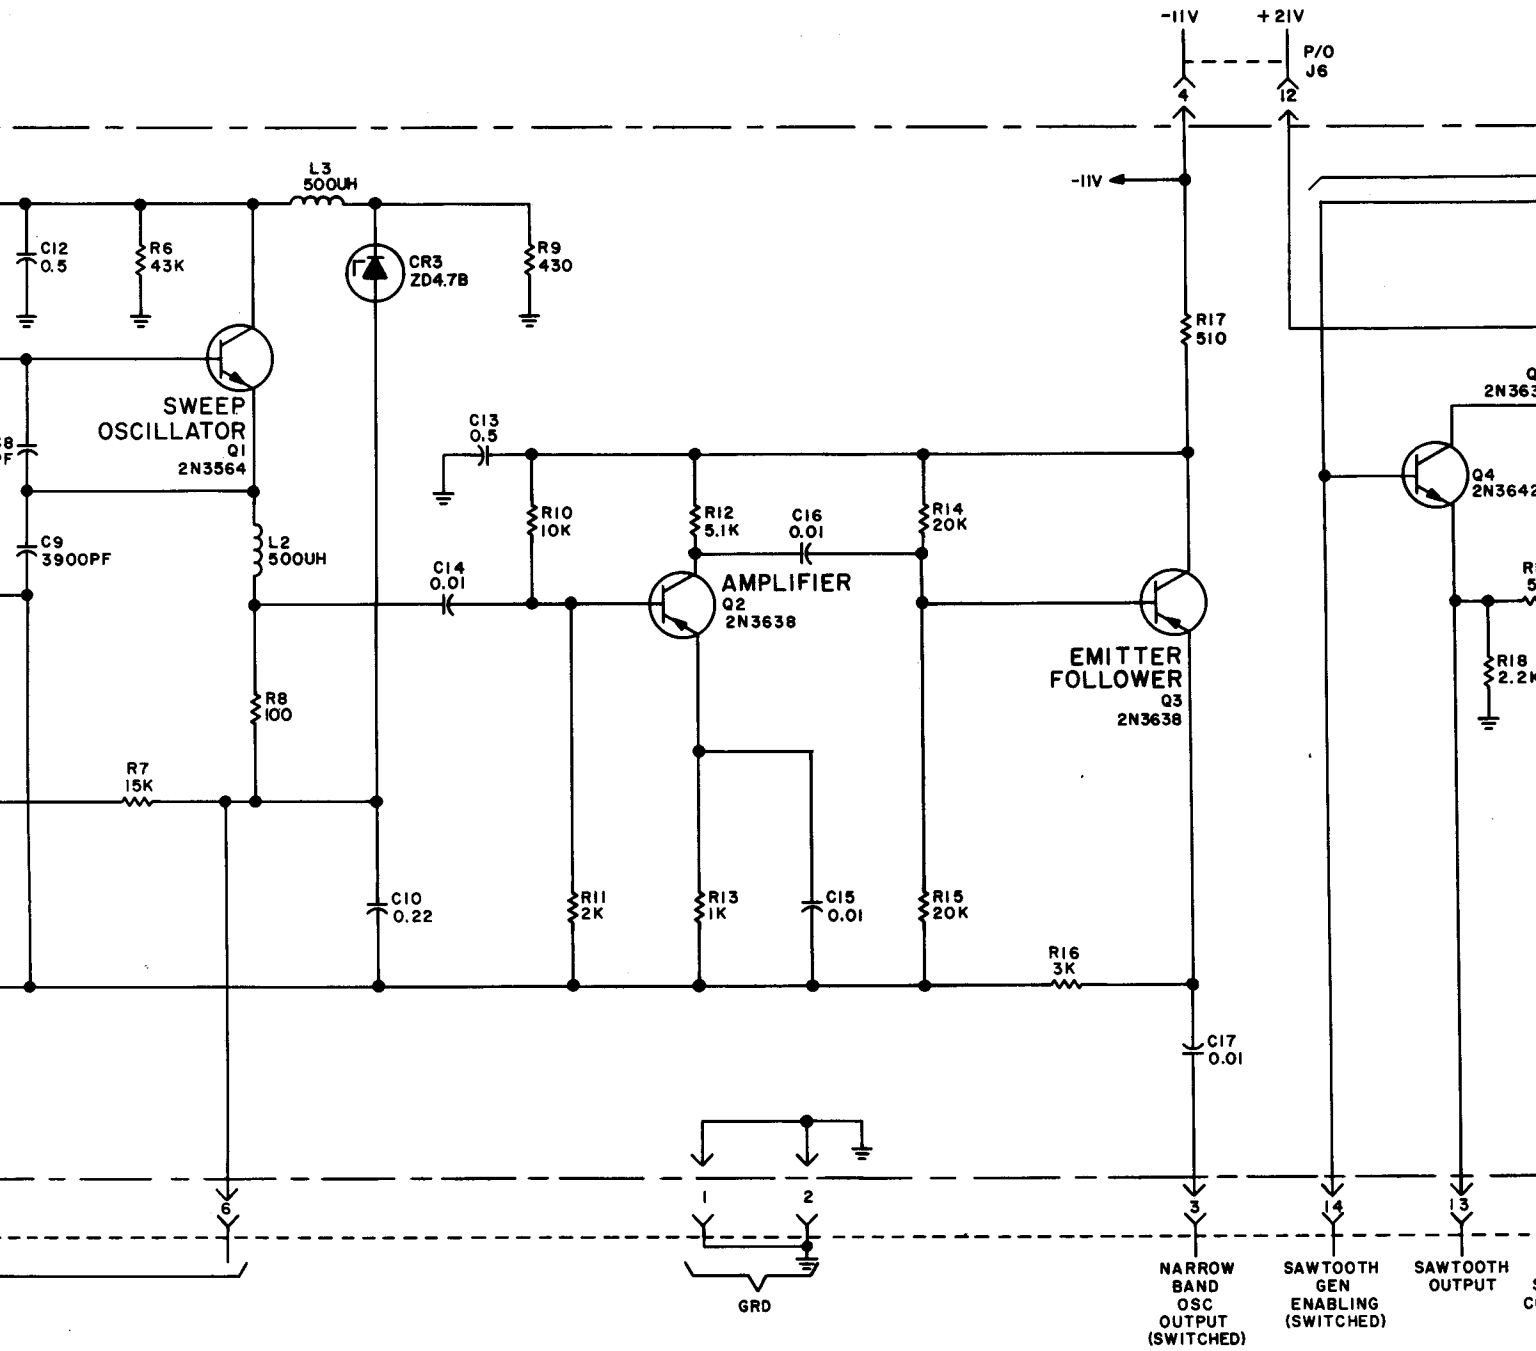 -11V
+21V
P/O
J6
4
12
-11V
L3
500UH
C12
0.5
R6
43K
CR3
ZD4.7B
R9
430
R17
510
SWEEP
OSCILLATOR
Q1
2N3564
C13
0.5
Q4
2N3642
R10
10K
R12
5.1K
C16
0.01
R14
20K
C9
3900PF
L2
500UH
C14
0.01
AMPLIFIER
Q2
2N3638
EMITTER
FOLLOWER
Q3
2N3638
R18
2.2K
R8
100
R7
15K
C10
0.22
R11
2K
R13
1K
C15
0.01
R15
20K
R16
3K
C17
0.01
6
1
2
3
14
13
GRD
NARROW
BAND
OSC
OUTPUT
(SWITCHED)
SAWTOOTH
GEN
ENABLING
(SWITCHED)
SAWTOOTH
OUTPUT